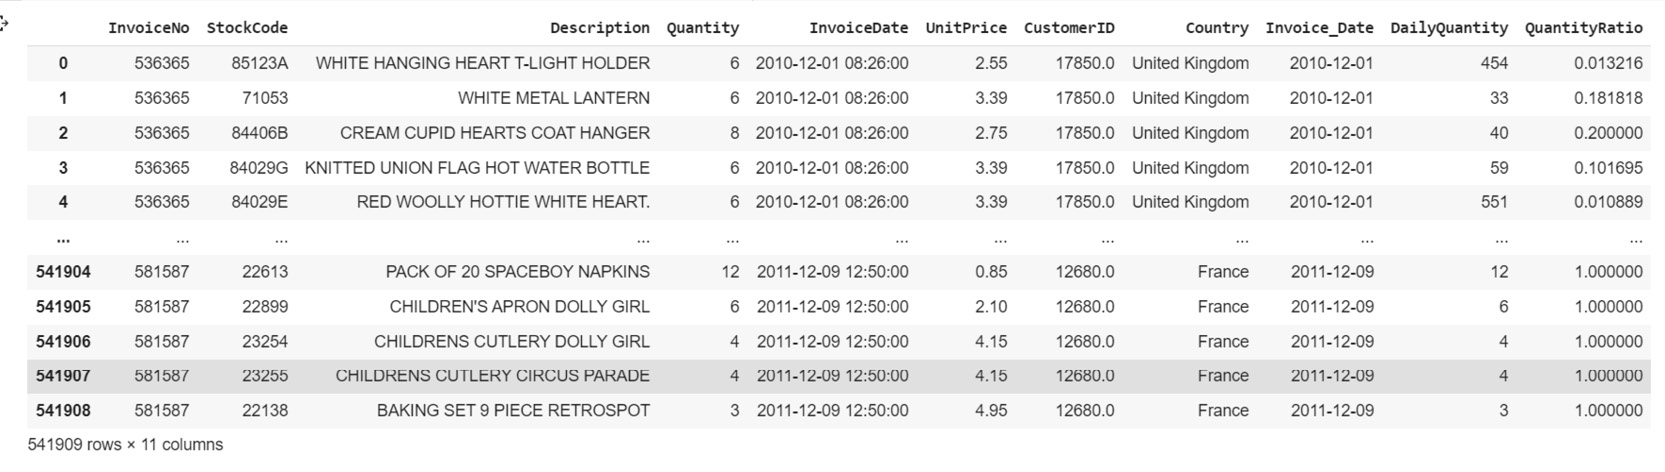 InvoiceNo StockCode Description Quantity InvoiceDate UnitPrice CustomerID Country Invoice_Date DailyQuantity QuantityRatio
0 536365 85123A WHITE HANGING HEART T-LIGHT HOLDER 6 2010-12-01 08:26:00 2.55 17850.0 United Kingdom 2010-12-01 454 0.013216
1 536365 71053 WHITE METAL LANTERN 6 2010-12-01 08:26:00 3.39 17850.0 United Kingdom 2010-12-01 33 0.181818
2 536365 84406B CREAM CUPID HEARTS COAT HANGER 8 2010-12-01 08:26:00 2.75 17850.0 United Kingdom 2010-12-01 40 0.200000
3 536365 84029G KNITTED UNION FLAG HOT WATER BOTTLE 6 2010-12-01 08:26:00 3.39 17850.0 United Kingdom 2010-12-01 59 0.101695
4 536365 84029E RED WOOLLY HOTTIE WHITE HEART. 6 2010-12-01 08:26:00 3.39 17850.0 United Kingdom 2010-12-01 551 0.010889
... ... ... ... ... ... ... ... ... ... ... ...
541904 581587 22613 PACK OF 20 SPACEBOY NAPKINS 12 2011-12-09 12:50:00 0.85 12680.0 France 2011-12-09 12 1.000000
541905 581587 22899 CHILDREN'S APRON DOLLY GIRL 6 2011-12-09 12:50:00 2.10 12680.0 France 2011-12-09 6 1.000000
541906 581587 23254 CHILDRENS CUTLERY DOLLY GIRL 4 2011-12-09 12:50:00 4.15 12680.0 France 2011-12-09 4 1.000000
541907 581587 23255 CHILDRENS CUTLERY CIRCUS PARADE 4 2011-12-09 12:50:00 4.15 12680.0 France 2011-12-09 4 1.000000
541908 581587 22138 BAKING SET 9 PIECE RETROSPOT 3 2011-12-09 12:50:00 4.95 12680.0 France 2011-12-09 3 1.000000
541909 rows × 11 columns